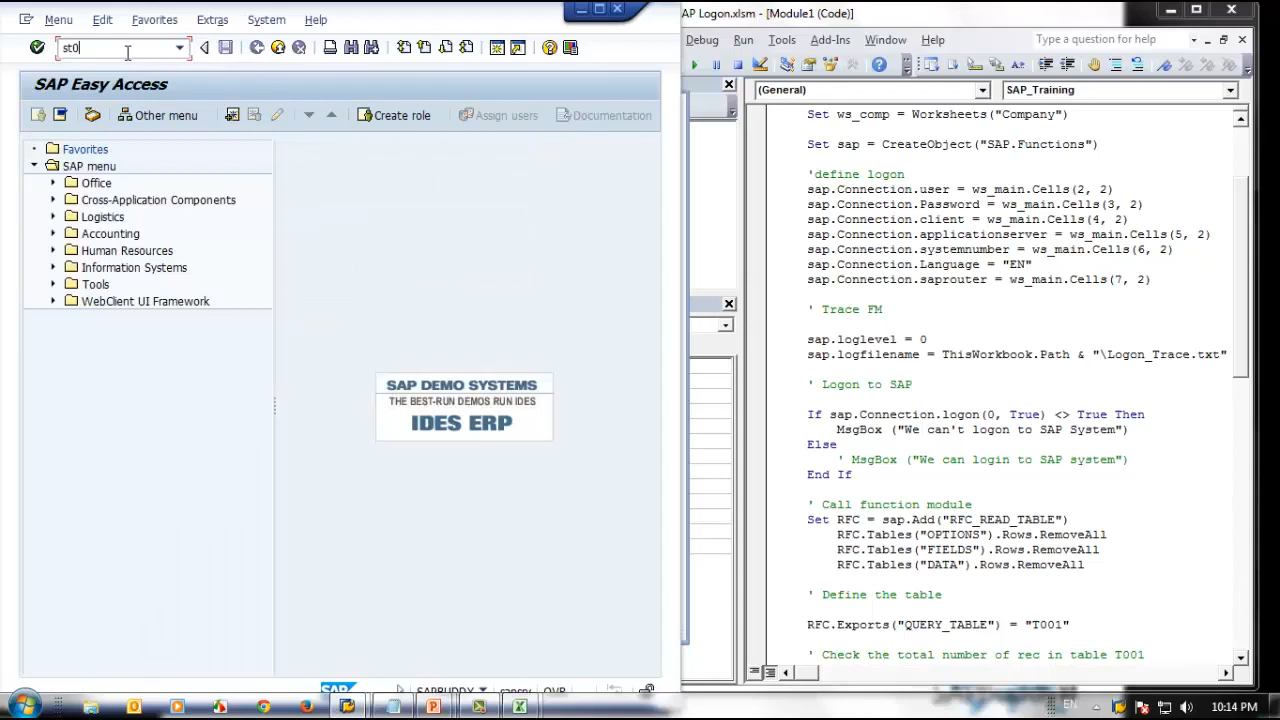 Menu Edit Favorites Extras System Help
st0
SAP Easy Access
Other menu Create role Assign users Documentation
Favorites
SAP menu
Office
Cross-Application Components
Logistics
Accounting
Human Resources
Information Systems
Tools
WebClient UI Framework
SAP DEMO SYSTEMS
THE BEST-RUN DEMOS RUN IDES
IDES ERP
SAP
AP Logon.xlsm - [Module1 (Code)]
Debug Run Tools Add-Ins Window Help Type a question for help
(General) SAP_Training
Set ws_comp = Worksheets("Company")
Set sap = CreateObject("SAP.Functions")
'define logon
sap.Connection.user = ws_main.Cells(2, 2)
sap.Connection.Password = ws_main.Cells(3, 2)
sap.Connection.client = ws_main.Cells(4, 2)
sap.Connection.applicationserver = ws_main.Cells(5, 2)
sap.Connection.systemnumber = ws_main.Cells(6, 2)
sap.Connection.Language = "EN"
sap.Connection.saprouter = ws_main.Cells(7, 2)
' Trace FM
sap.loglevel = 0
sap.logfilename = ThisWorkbook.Path & "\Logon_Trace.txt"
' Logon to SAP
If sap.Connection.logon(0, True) <> True Then
MsgBox ("We can't logon to SAP System")
Else
' MsgBox ("We can login to SAP system")
End If
' Call function module
Set RFC = sap.Add("RFC_READ_TABLE")
RFC.Tables("OPTIONS").Rows.RemoveAll
RFC.Tables("FIELDS").Rows.RemoveAll
RFC.Tables("DATA").Rows.RemoveAll
' Define the table
RFC.Exports("QUERY_TABLE") = "T001"
' Check the total number of rec in table T001
EN 10:14 PM